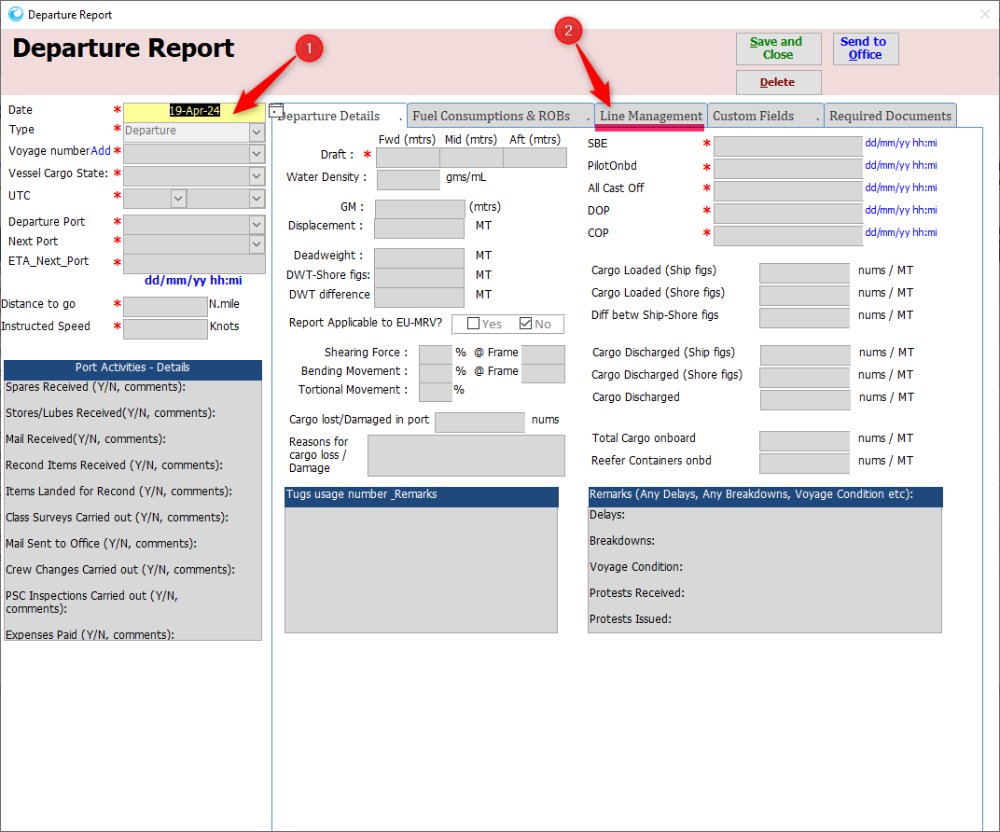 Departure Report
Departure Report
1
2
Save and
Close
Send to
Office
Delete
Date * 19-Apr-24
Type * Departure
Voyage number Add *
Vessel Cargo State: *
UTC *
Departure Port *
Next Port *
ETA_Next_Port *
dd/mm/yy hh:mi
Distance to go * N.mile
Instructed Speed * Knots
Port Activities - Details
Spares Received (Y/N, comments):
Stores/Lubes Received(Y/N, comments):
Mail Received(Y/N, comments):
Recond Items Received (Y/N, comments):
Items Landed for Recond (Y/N, comments):
Class Surveys Carried out (Y/N, comments):
Mail Sent to Office (Y/N, comments):
Crew Changes Carried out (Y/N, comments):
PSC Inspections Carried out (Y/N,
comments):
Expenses Paid (Y/N, comments):
Departure Details . Fuel Consumptions & ROBs . Line Management Custom Fields . Required Documents
Fwd (mtrs) Mid (mtrs) Aft (mtrs)
Draft : *
Water Density : gms/mL
GM : (mtrs)
Displacement : MT
Deadweight : MT
DWT-Shore figs: MT
DWT difference MT
Report Applicable to EU-MRV? Yes No
Shearing Force : % @ Frame
Bending Movement : % @ Frame
Tortional Movement : %
Cargo lost/Damaged in port nums
Reasons for
cargo loss /
Damage
Tugs usage number _Remarks
SBE * dd/mm/yy hh:mi
PilotOnbd * dd/mm/yy hh:mi
All Cast Off * dd/mm/yy hh:mi
DOP * dd/mm/yy hh:mi
COP * dd/mm/yy hh:mi
Cargo Loaded (Ship figs) nums / MT
Cargo Loaded (Shore figs) nums / MT
Diff betw Ship-Shore figs nums / MT
Cargo Discharged (Ship figs) nums / MT
Cargo Discharged (Shore figs) nums / MT
Cargo Discharged nums / MT
Total Cargo onboard nums / MT
Reefer Containers onbd nums / MT
Remarks (Any Delays, Any Breakdowns, Voyage Condition etc):
Delays:
Breakdowns:
Voyage Condition:
Protests Received:
Protests Issued: